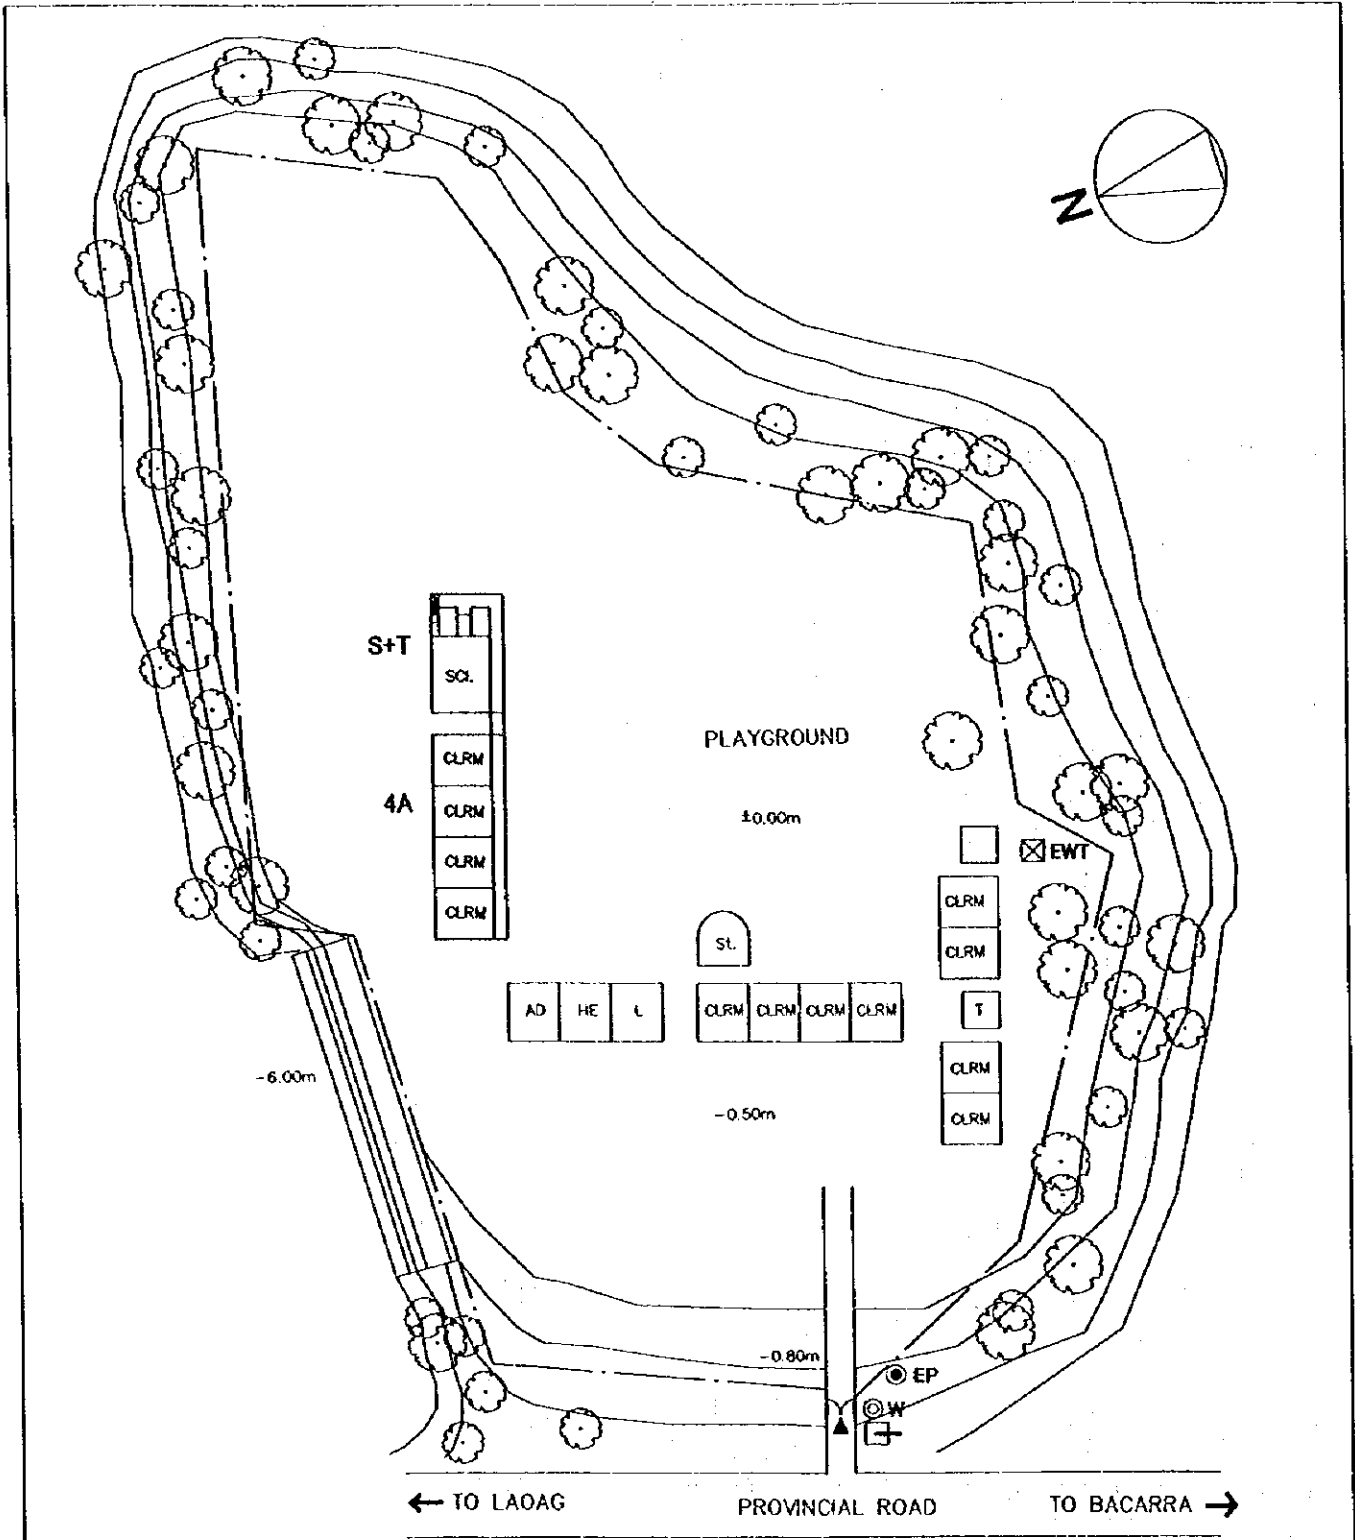 N
S+T
SCI.
PLAYGROUND
CLRM
4A
CLRM
±0.00m
CLRM
EWT
CLRM
CLRM
St.
CLRM
AD HE L CLRM CLRM CLRM CLRM T
CLRM
-6.00m
-0.50m
CLRM
-0.80m
EP
W
← TO LAOAG PROVINCIAL ROAD TO BACARRA →